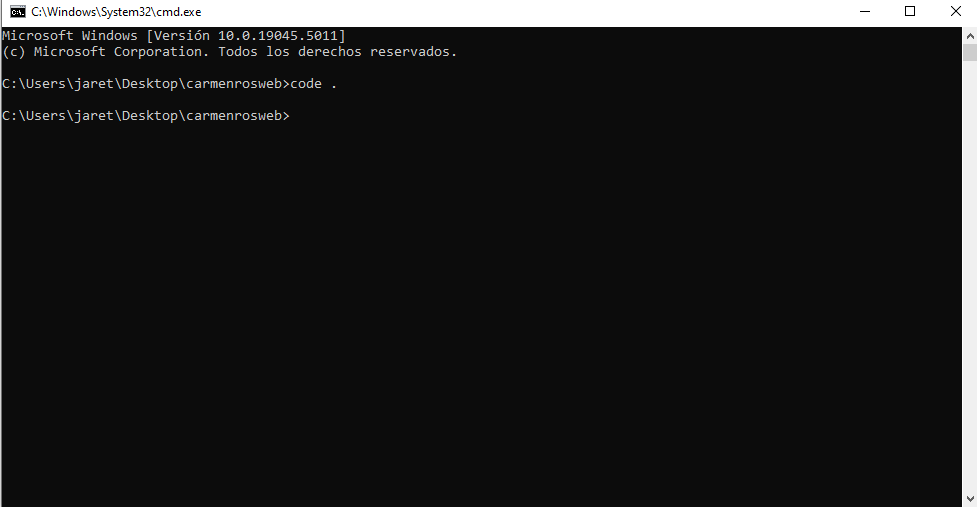 C:\Windows\System32\cmd.exe
Microsoft Windows [Versión 10.0.19045.5011]
(c) Microsoft Corporation. Todos los derechos reservados.
C:\Users\jaret\Desktop\carmenrosweb>code .
C:\Users\jaret\Desktop\carmenrosweb>